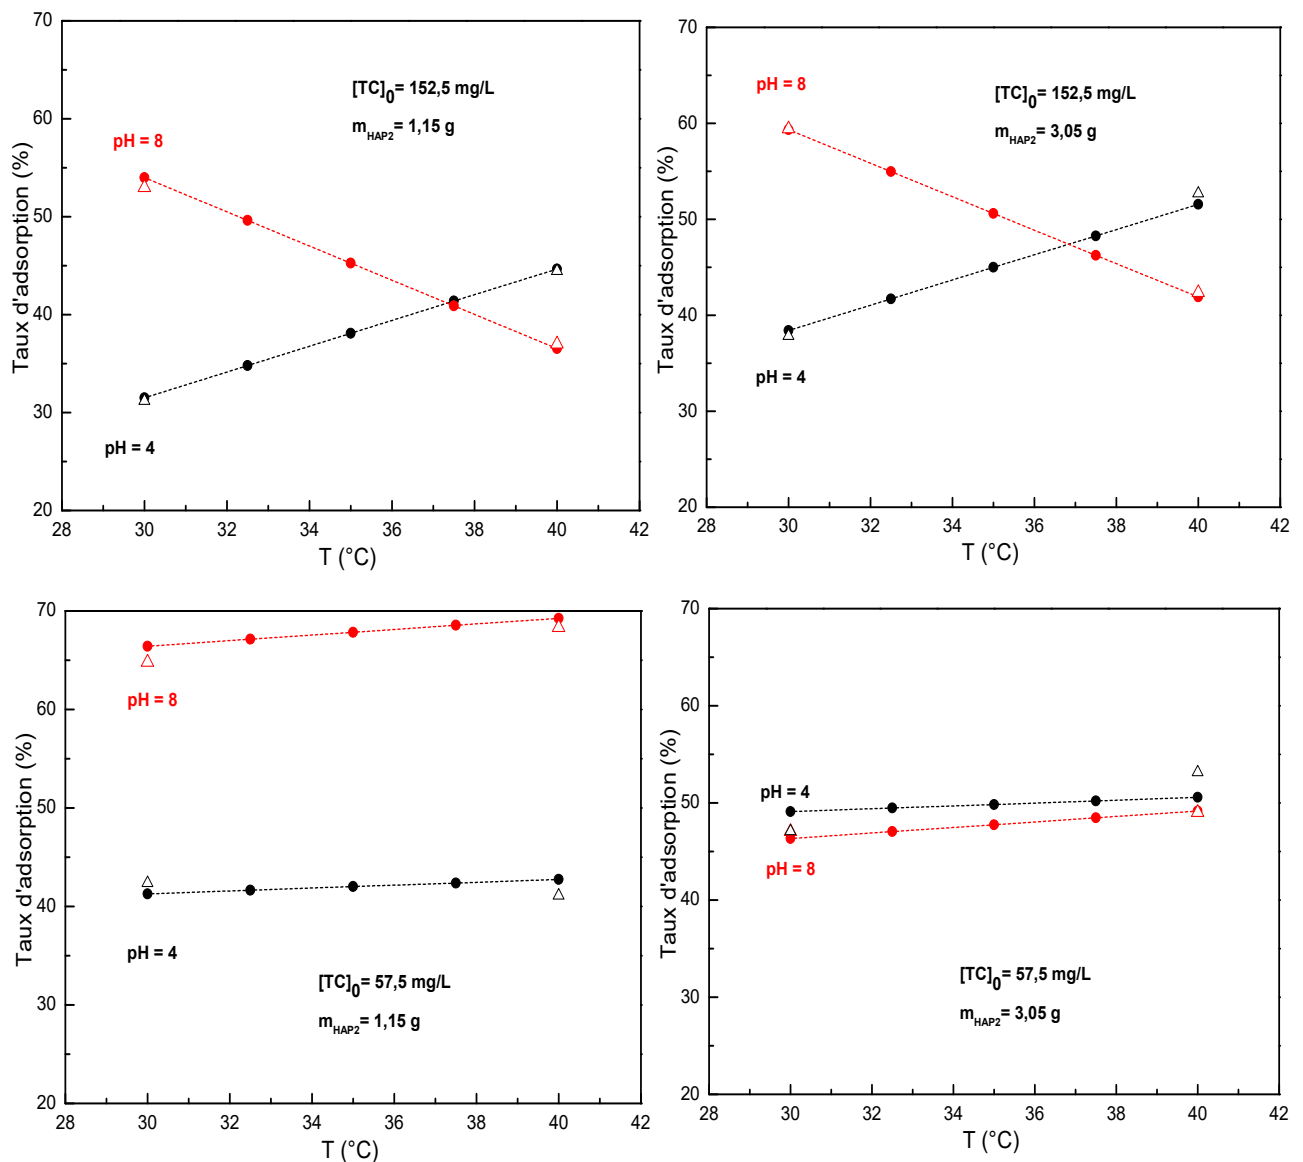 70
60
50
40
30
20
Taux d'adsorption (%)
[TC]0= 152,5 mg/L
mHAP2= 1,15 g
pH = 8
pH = 4
28 30 32 34 36 38 40 42
T (°C)
70
60
50
40
30
20
Taux d'adsorption (%)
pH = 8
[TC]0= 152,5 mg/L
mHAP2= 3,05 g
pH = 4
28 30 32 34 36 38 40 42
T (°C)
70
60
50
40
30
20
Taux d'adsorption (%)
pH = 8
pH = 4
[TC]0= 57,5 mg/L
mHAP2= 1,15 g
28 30 32 34 36 38 40 42
T (°C)
70
60
50
40
30
20
Taux d'adsorption (%)
pH = 4
pH = 8
[TC]0= 57,5 mg/L
mHAP2= 3,05 g
28 30 32 34 36 38 40 42
T (°C)